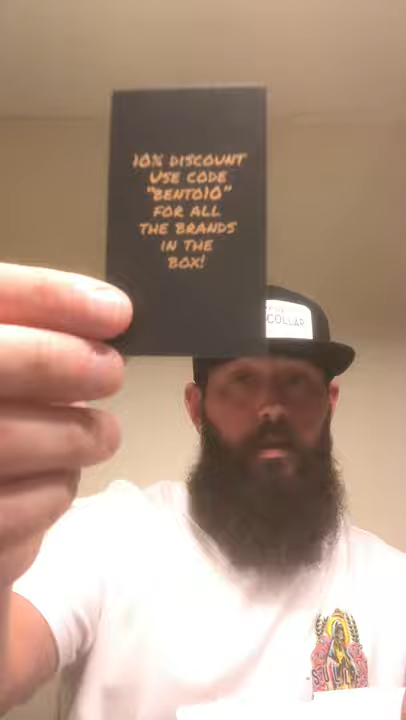 10% DISCOUNT
USE CODE
"BENTO10"
FOR ALL
THE BRANDS
IN THE
BOX!
COLLAR